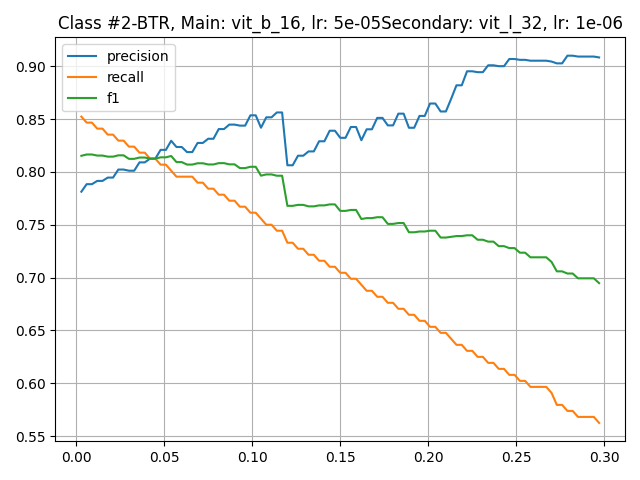 Class #2-BTR, Main: vit_b_16, lr: 5e-05Secondary: vit_l_32, lr: 1e-06
precision
recall
f1
0.90
0.85
0.80
0.75
0.70
0.65
0.60
0.55
0.00 0.05 0.10 0.15 0.20 0.25 0.30